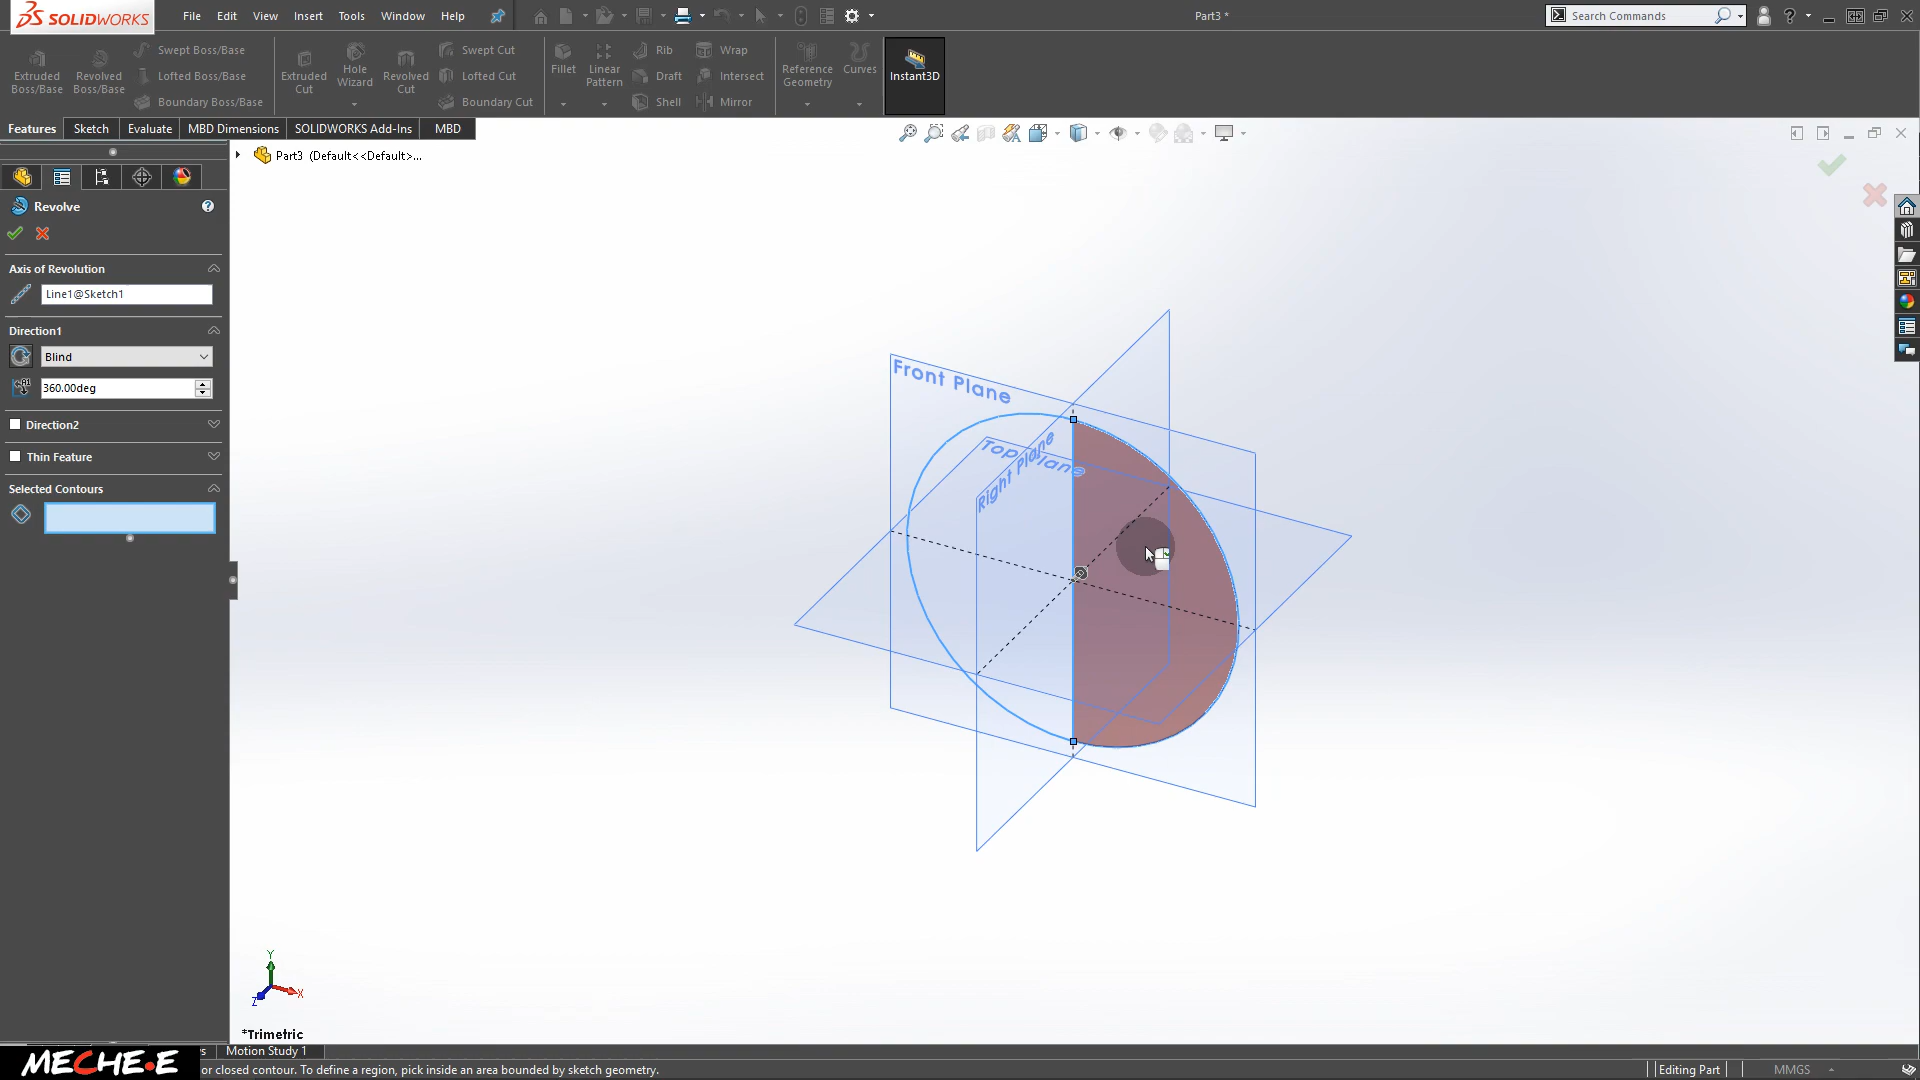 SOLIDWORKS
File Edit View Insert Tools Window Help
Part3 *
Search Commands
Extruded Boss/Base
Revolved Boss/Base
Swept Boss/Base
Lofted Boss/Base
Boundary Boss/Base
Extruded Cut
Hole Wizard
Revolved Cut
Swept Cut
Lofted Cut
Boundary Cut
Fillet
Linear Pattern
Rib
Draft
Shell
Wrap
Intersect
Mirror
Reference Geometry
Curves
Instant3D
Features Sketch Evaluate MBD Dimensions SOLIDWORKS Add-Ins MBD
Part3 (Default<<Default>...
Revolve
Axis of Revolution
Line1@Sketch1
Direction1
Blind
360.00deg
Direction2
Thin Feature
Selected Contours
Front Plane
Top Plane
Right Plane
Y
X
Z
*Trimetric
Motion Study 1
MECHE·E
or closed contour. To define a region, pick inside an area bounded by sketch geometry.
Editing Part
MMGS